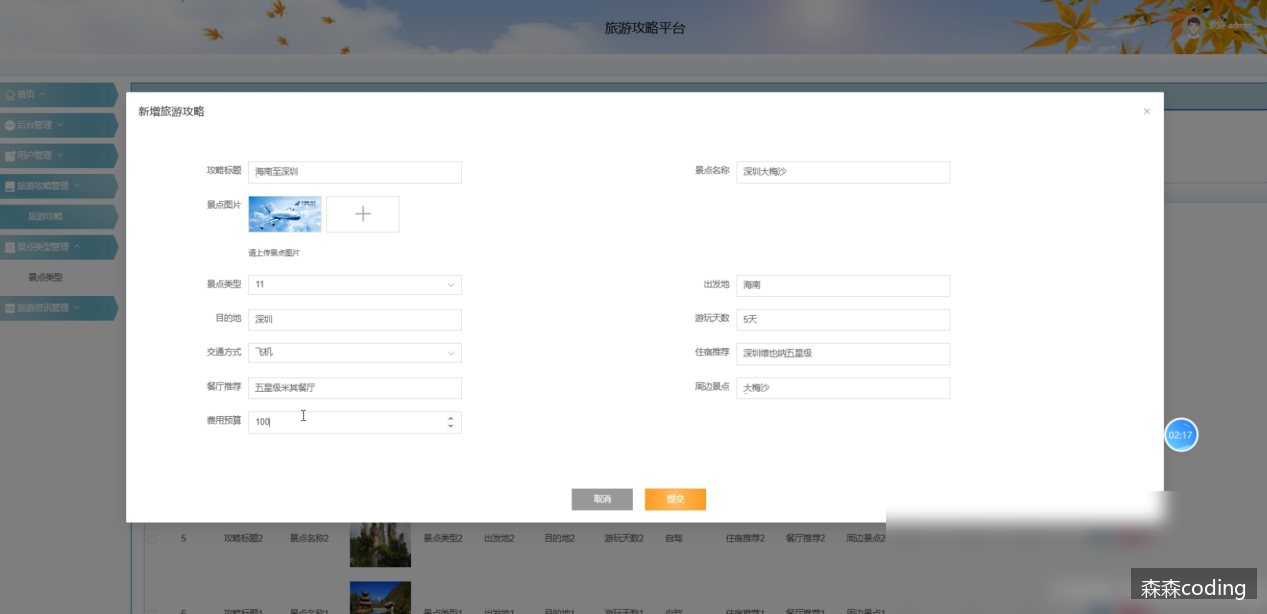 旅游攻略平台
欢迎 admin
首页
后台管理
用户管理
旅游攻略管理
旅游攻略
景点类型管理
景点类型
旅游资讯管理
新增旅游攻略
×
攻略标题 海南至深圳 景点名称 深圳大梅沙
景点图片
请上传景点图片
景点类型 11 出发地 海南
目的地 深圳 游玩天数 5天
交通方式 飞机 住宿推荐 深圳维也纳五星级
餐厅推荐 五星级米其餐厅 周边景点 大梅沙
费用预算 100
取消 提交
02:17
5 攻略标题2 景点名称2 景点类型2 出发地2 目的地2 游玩天数2 自驾 住宿推荐2 餐厅推荐2 周边景点2
6 攻略标题1 景点名称1 景点类型1 出发地1 目的地1 游玩天数1 自驾 住宿推荐1 餐厅推荐1 周边景点1
森森coding